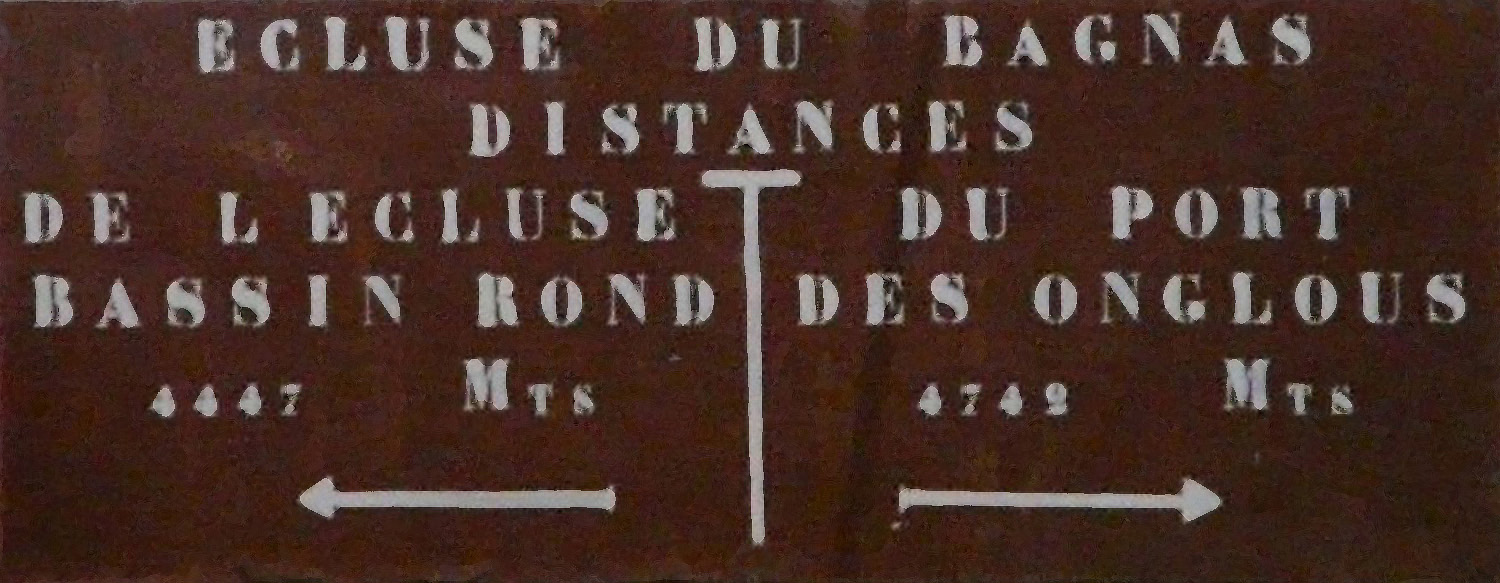 ECLUSE DU BAGNAS
DISTANCES
DE L ECLUSE
BASSIN ROND
4447 MTS
DU PORT
DES ONGLOUS
4742 MTS